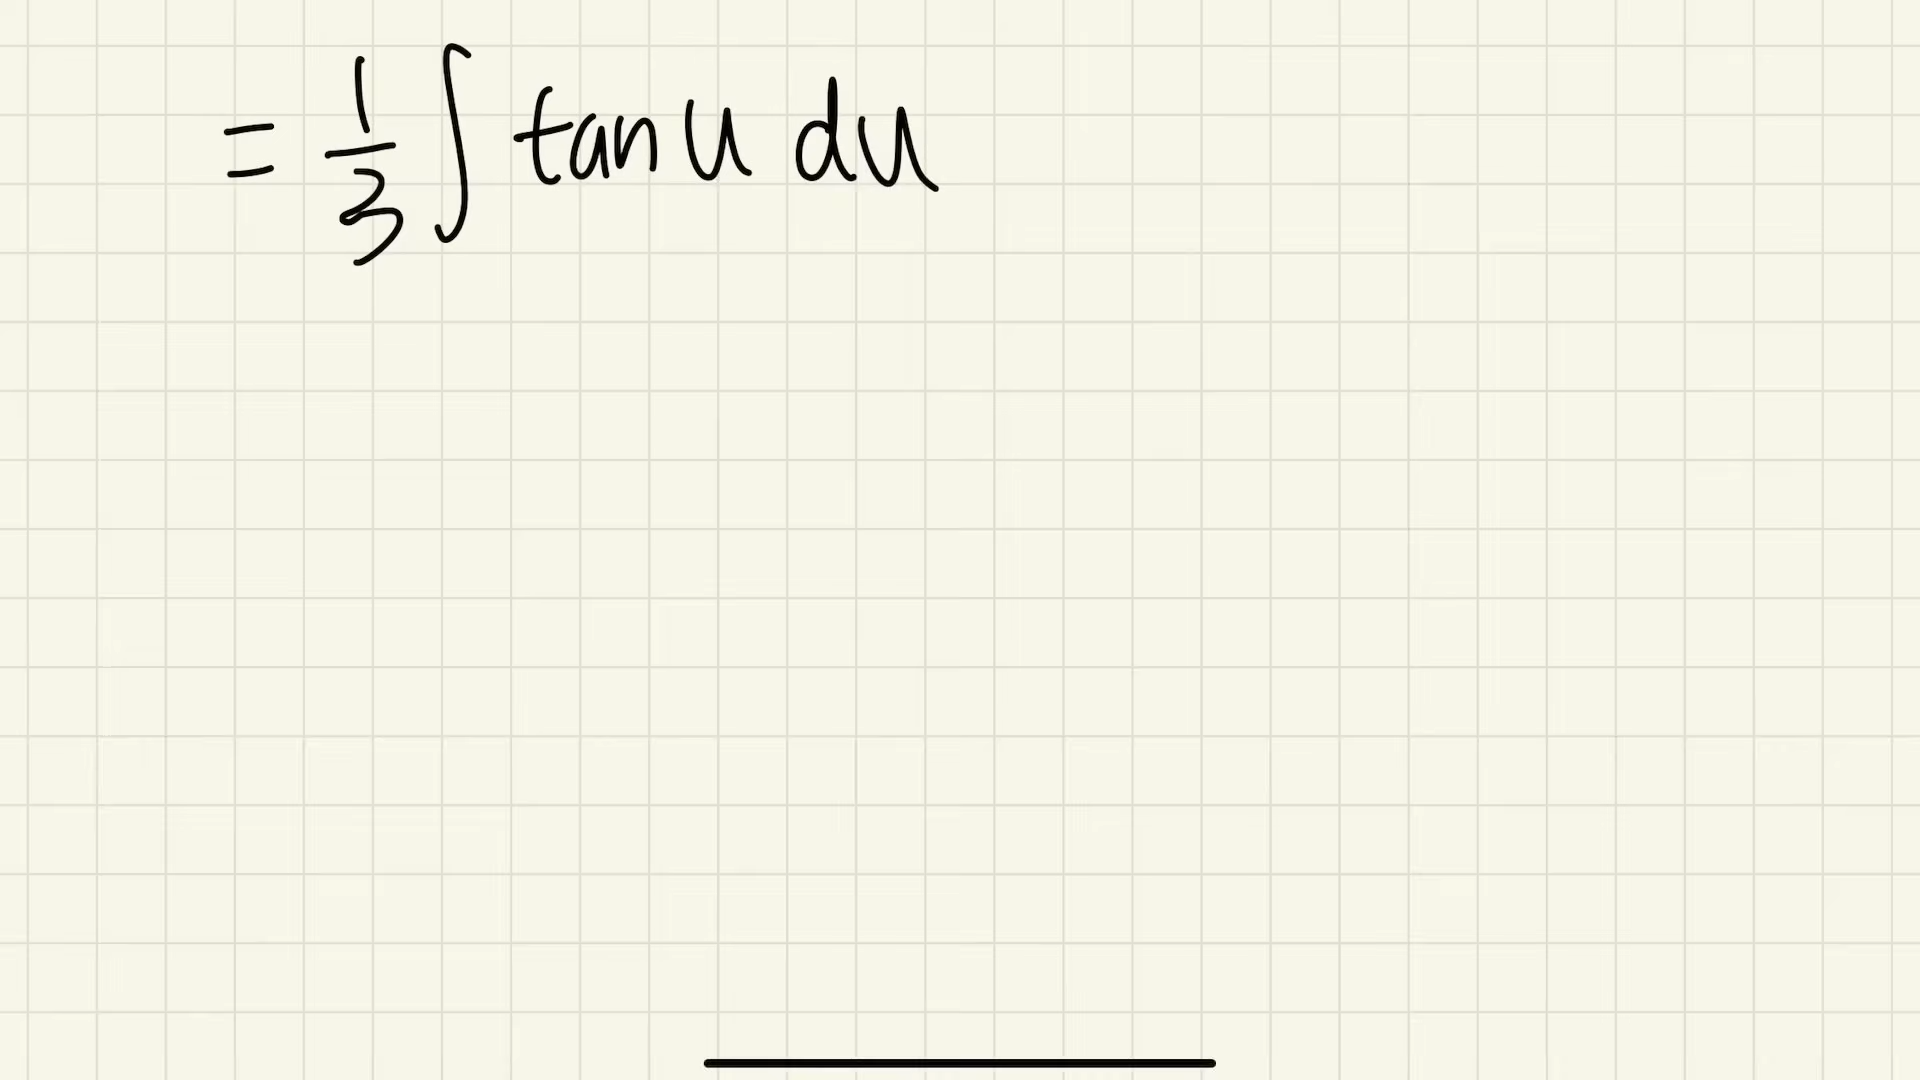 = 1/3 ∫ tan u du